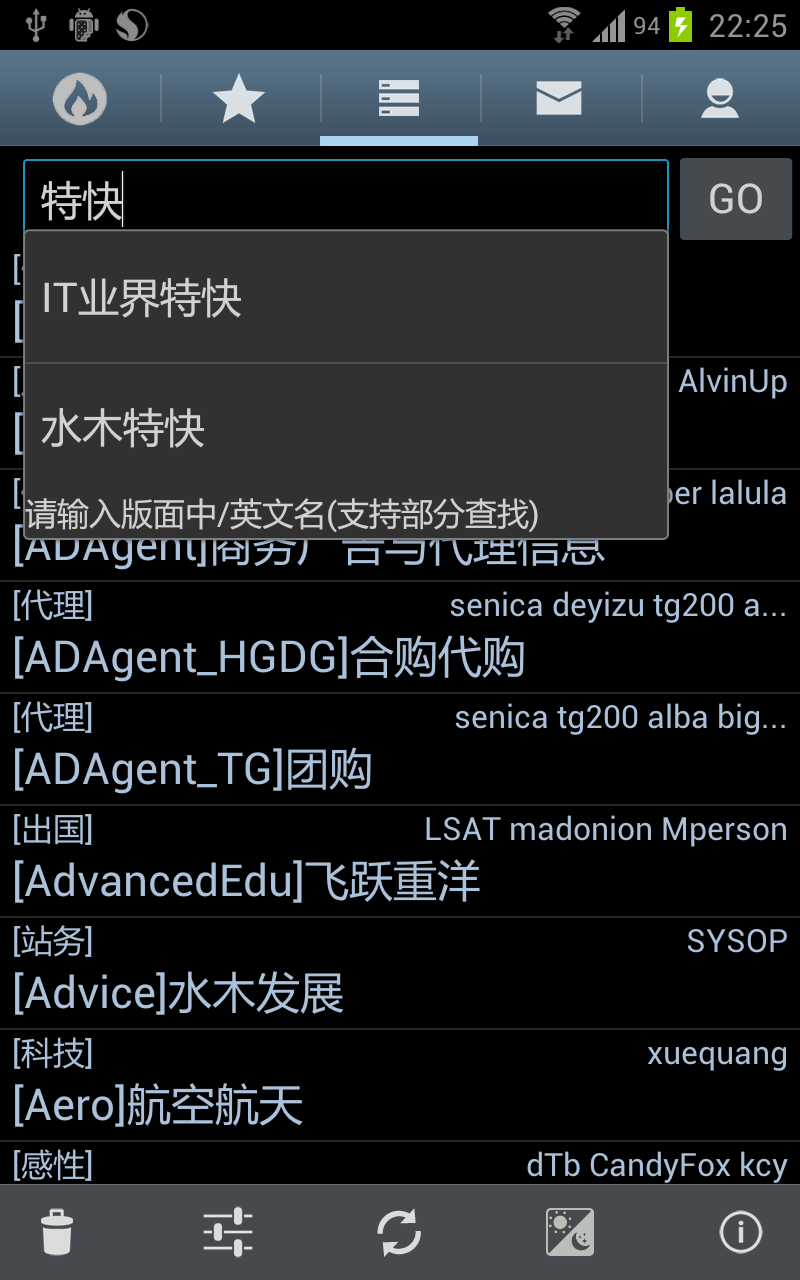 94 22:25
特快
GO
IT业界特快
水木特快
请输入版面中/英文名(支持部分查找)
AlvinUp
lalula
[ADAgent]商务广告与代理信息
[代理] senica deyizu tg200 a...
[ADAgent_HGDG]合购代购
[代理] senica tg200 alba big...
[ADAgent_TG]团购
[出国] LSAT madonion Mperson
[AdvancedEdu]飞跃重洋
[站务] SYSOP
[Advice]水木发展
[科技] xuequang
[Aero]航空航天
[感性] dTb CandyFox kcy